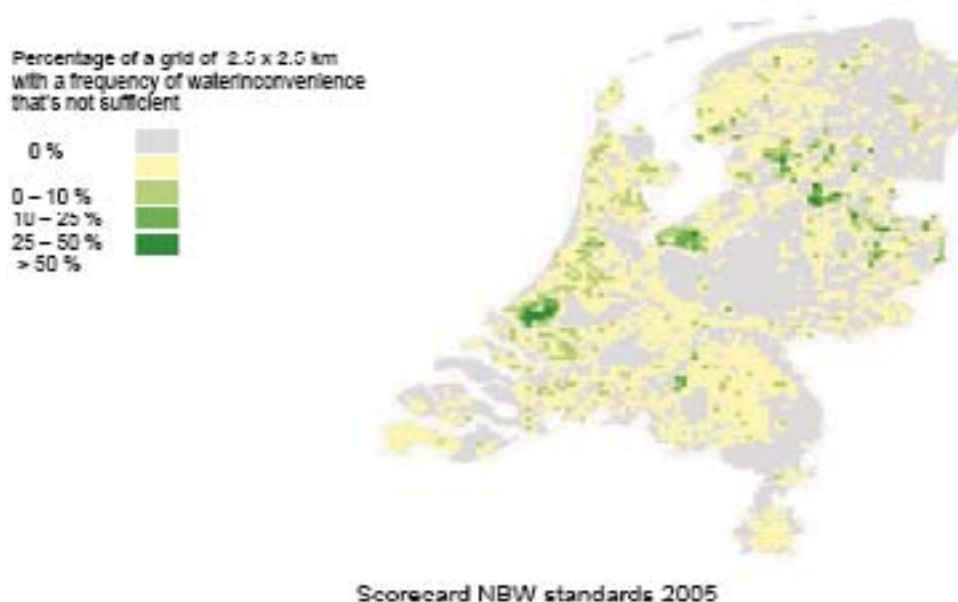 Percentage of a grid of 2.5 x 2.5 km
with a frequency of waterinconvenience
that's not sufficient
0 %
0 – 10 %
10 – 25 %
25 – 50 %
> 50 %
Scorecard NBW standards 2005